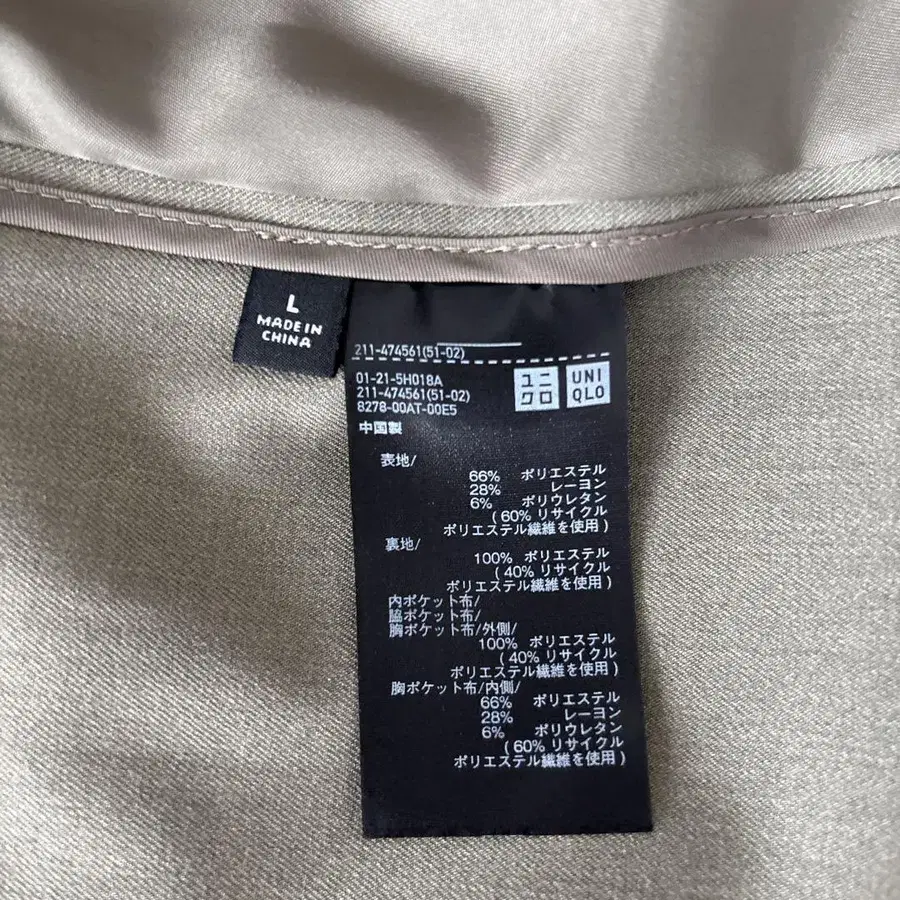 L
MADE IN
CHINA
211-474561(51-02)
01-21-5H018A
211-474561(51-02)
8278-00AT-00E5
ユニ
クロ
UNI
QLO
中国製
表地/
66% ポリエステル
28% レーヨン
6% ポリウレタン
( 60% リサイクル
ポリエステル繊維を使用 )
裏地/
100% ポリエステル
( 40% リサイクル
ポリエステル繊維を使用 )
内ポケット布/
脇ポケット布/
胸ポケット布/外側/
100% ポリエステル
( 40% リサイクル
ポリエステル繊維を使用 )
胸ポケット布/内側/
66% ポリエステル
28% レーヨン
6% ポリウレタン
( 60% リサイクル
ポリエステル繊維を使用 )